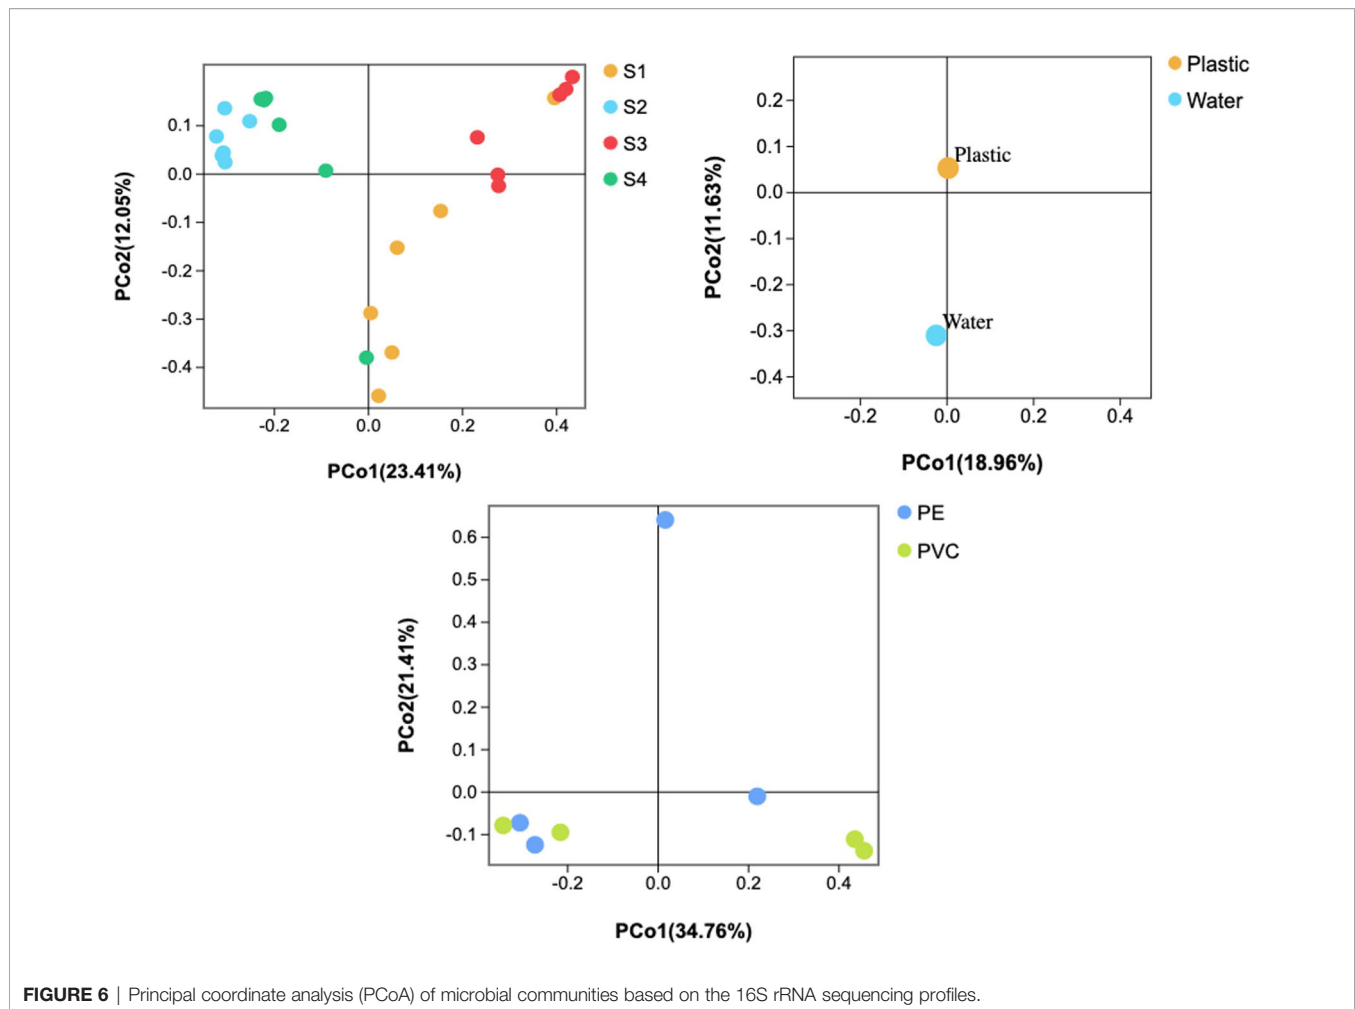 S1
S2
S3
S4
0.1
0.0
-0.1
-0.2
-0.3
-0.4
PCo2(12.05%)
-0.2 0.0 0.2 0.4
PCo1(23.41%)
Plastic
Water
0.2
0.1
0.0
-0.1
-0.2
-0.3
-0.4
PCo2(11.63%)
Plastic
Water
-0.2 0.0 0.2 0.4
PCo1(18.96%)
PE
PVC
0.6
0.5
0.4
0.3
0.2
0.1
0.0
-0.1
PCo2(21.41%)
-0.2 0.0 0.2 0.4
PCo1(34.76%)
FIGURE 6 | Principal coordinate analysis (PCoA) of microbial communities based on the 16S rRNA sequencing profiles.